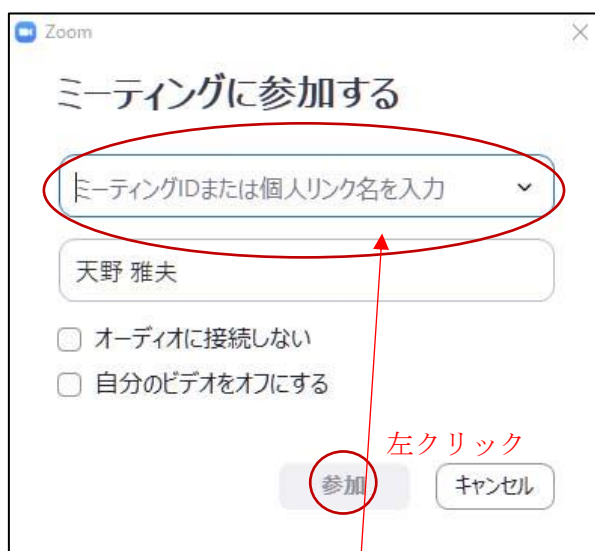 Zoom
ミーティングに参加する
ミーティングIDまたは個人リンク名を入力
天野 雅夫
オーディオに接続しない
自分のビデオをオフにする
左クリック
参加
キャンセル